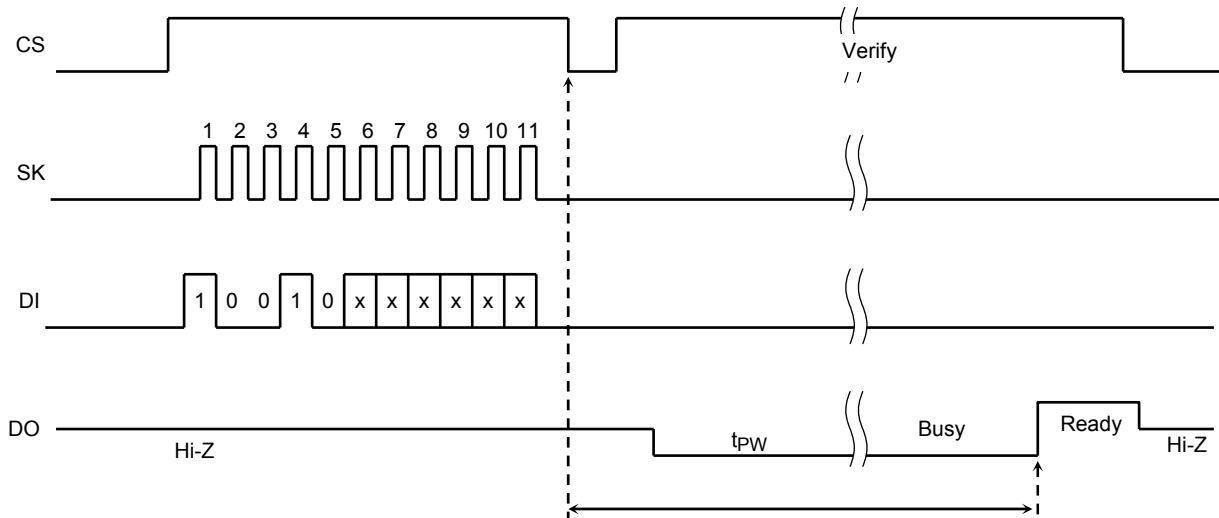 CS
Verify
1 2 3 4 5 6 7 8 9 10 11
SK
DI
1 0 0 1 0 x x x x x x
DO
Hi-Z
tPW
Busy
Ready
Hi-Z